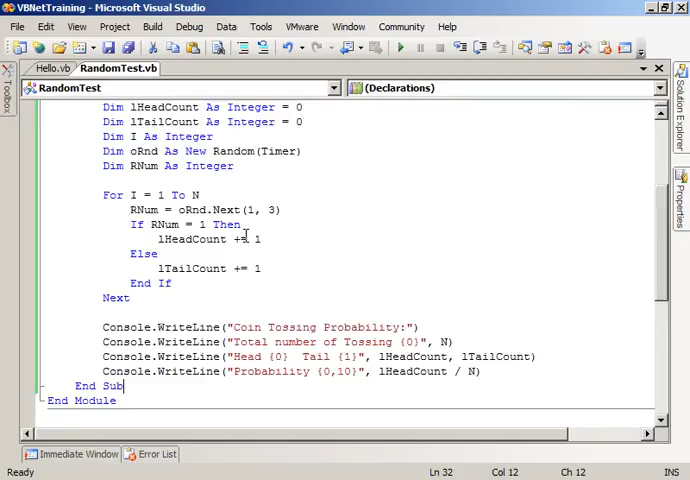 VBNetTraining - Microsoft Visual Studio
File Edit View Project Build Debug Data Tools VMware Window Community Help
Hello.vb RandomTest.vb
RandomTest (Declarations)
Dim lHeadCount As Integer = 0
Dim lTailCount As Integer = 0
Dim I As Integer
Dim oRnd As New Random(Timer)
Dim RNum As Integer
For I = 1 To N
RNum = oRnd.Next(1, 3)
If RNum = 1 Then
lHeadCount += 1
Else
lTailCount += 1
End If
Next
Console.WriteLine("Coin Tossing Probability:")
Console.WriteLine("Total number of Tossing {0}", N)
Console.WriteLine("Head {0}  Tail {1}", lHeadCount, lTailCount)
Console.WriteLine("Probability {0,10}", lHeadCount / N)
End Sub
End Module
Toolbox
Solution Explorer
Properties
Immediate Window Error List
Ready Ln 32 Col 12 Ch 12 INS